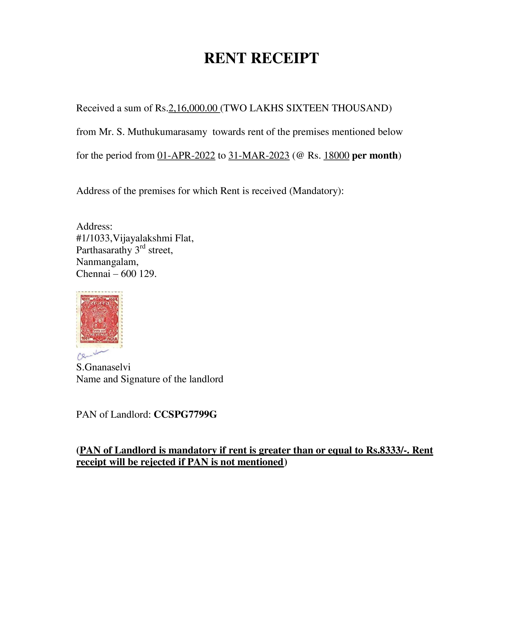 RENT RECEIPT
Received a sum of Rs.2,16,000.00 (TWO LAKHS SIXTEEN THOUSAND)
from Mr. S. Muthukumarasamy towards rent of the premises mentioned below
for the period from 01-APR-2022 to 31-MAR-2023 (@ Rs. 18000 per month)
Address of the premises for which Rent is received (Mandatory):
Address:
#1/1033,Vijayalakshmi Flat,
Parthasarathy 3rd street,
Nanmangalam,
Chennai – 600 129.
S.Gnanaselvi
Name and Signature of the landlord
PAN of Landlord: CCSPG7799G
(PAN of Landlord is mandatory if rent is greater than or equal to Rs.8333/-. Rent
receipt will be rejected if PAN is not mentioned)